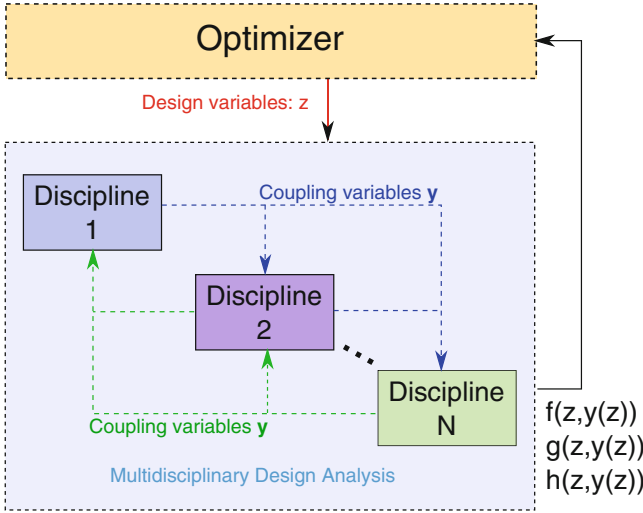 Optimizer
Design variables: z
Discipline
1
Coupling variables y
Discipline
2
Discipline
N
Coupling variables y
Multidisciplinary Design Analysis
f(z,y(z))
g(z,y(z))
h(z,y(z))